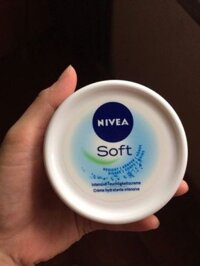 NIVEA
Soft
Intensive Feuchtigkeitscreme
Crème hydratante intensive